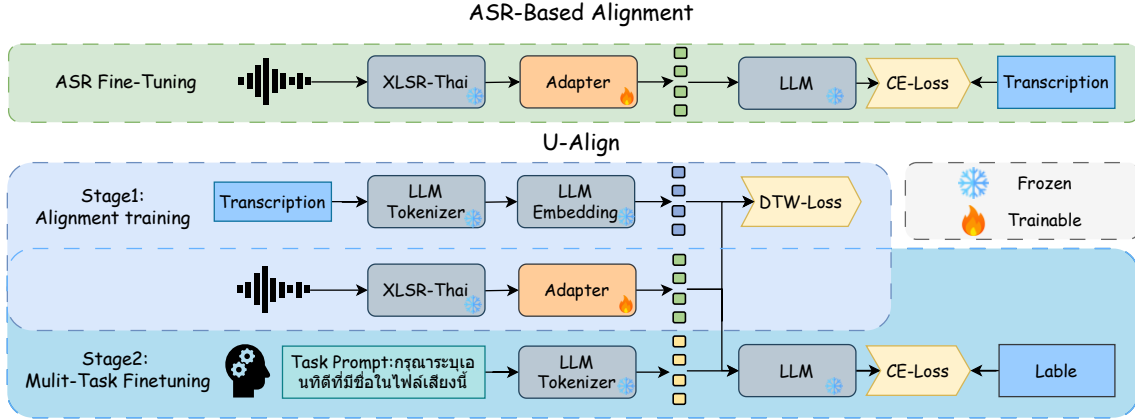 ASR-Based Alignment
ASR Fine-Tuning
XLSR-Thai
Adapter
LLM
CE-Loss
Transcription
U-Align
Stage1:
Alignment training
Transcription
LLM
Tokenizer
LLM
Embedding
DTW-Loss
Frozen
Trainable
XLSR-Thai
Adapter
Stage2:
Mulit-Task Finetuning
Task Prompt:กรุณาระบุเอ
นทิตีที่มีชื่อในไฟล์เสียงนี้
LLM
Tokenizer
LLM
CE-Loss
Lable